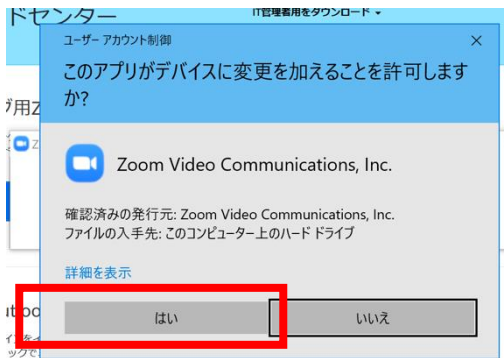 ドセンター
IT管理者用をダウンロード
ユーザー アカウント制御
このアプリがデバイスに変更を加えることを許可します
か?
Zoom Video Communications, Inc.
確認済みの発行元: Zoom Video Communications, Inc.
ファイルの入手先: このコンピューター上のハード ドライブ
詳細を表示
はい
いいえ